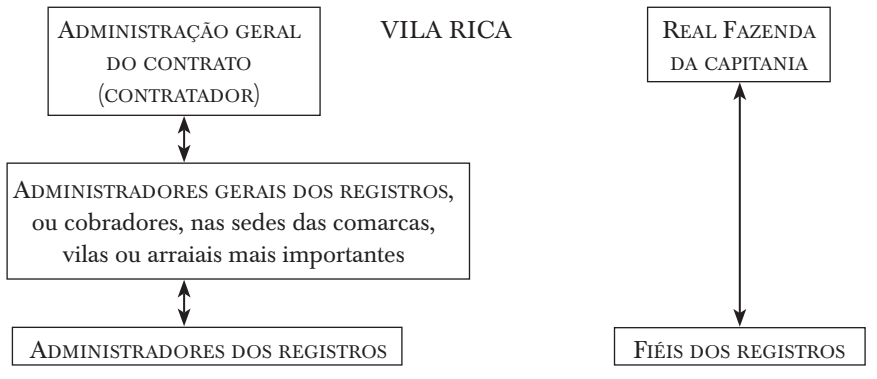 Administração geral
do contrato
(contratador)
VILA RICA
Real Fazenda
da capitania
Administradores gerais dos registros,
ou cobradores, nas sedes das comarcas,
vilas ou arraiais mais importantes
Administradores dos registros
Fiéis dos registros